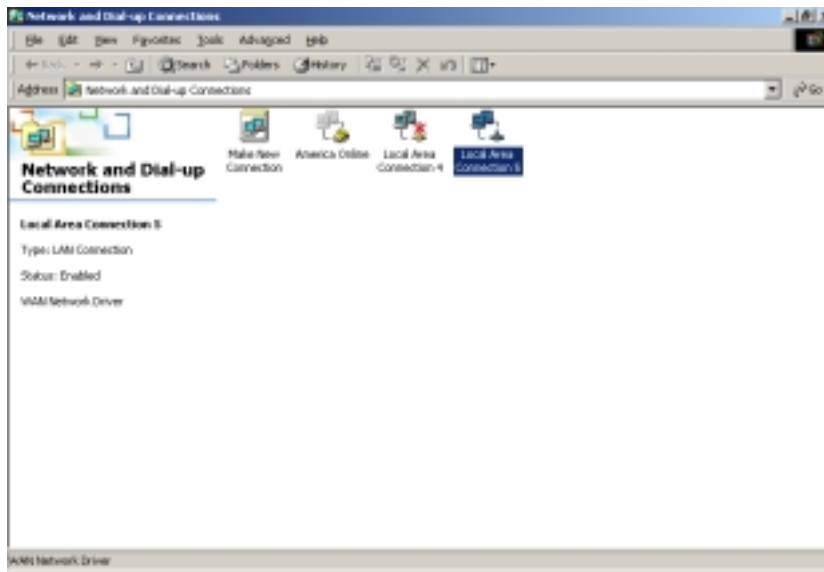 Network and Dial-up Connections
File Edit View Favorites Tools Advanced Help
Back Search Folders History
Address Network and Dial-up Connections Go
Network and Dial-up
Connections
Local Area Connection 5
Type: LAN Connection
Status: Enabled
WAN Network Driver
Make New
Connection
America Online
Local Area
Connection 4
Local Area
Connection 5
WAN Network Driver